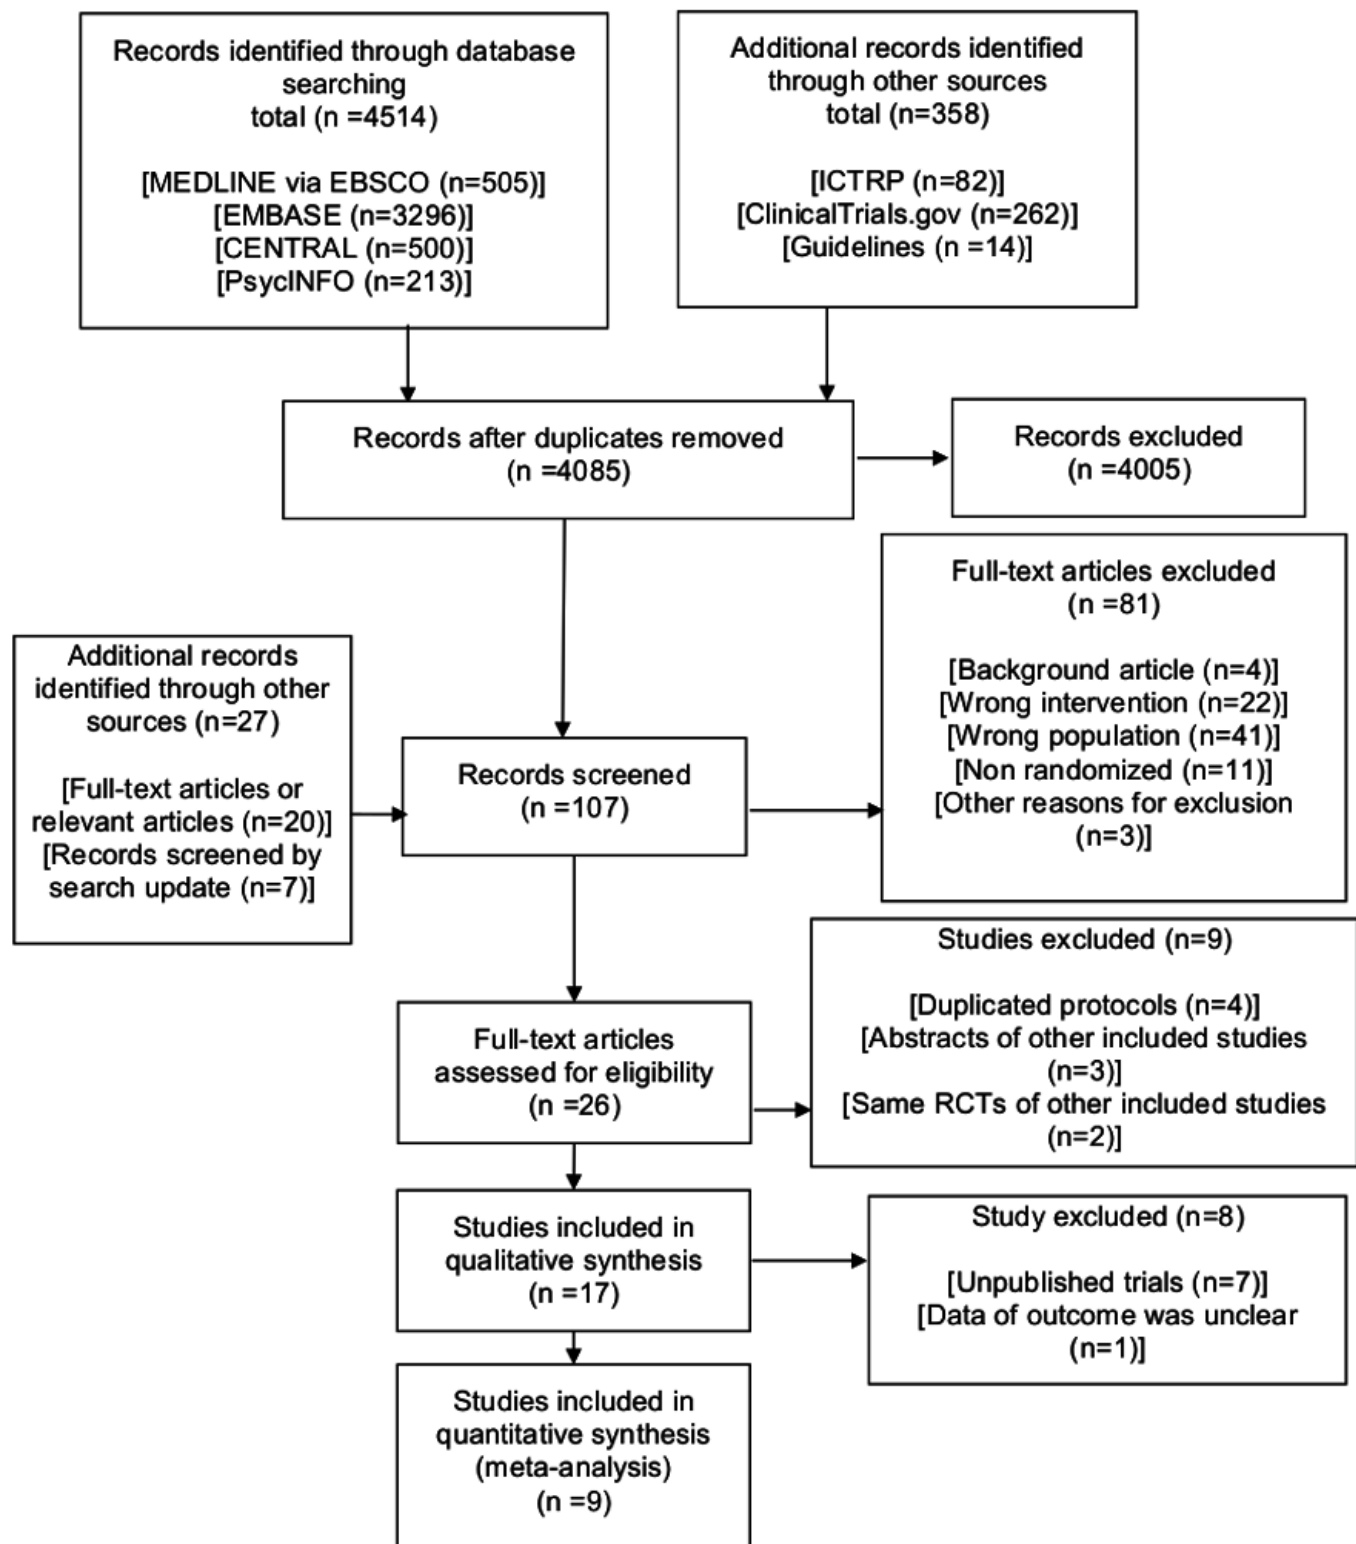 Records identified through database
searching
total (n =4514)
[MEDLINE via EBSCO (n=505)]
[EMBASE (n=3296)]
[CENTRAL (n=500)]
[PsycINFO (n=213)]
Additional records identified
through other sources
total (n=358)
[ICTRP (n=82)]
[ClinicalTrials.gov (n=262)]
[Guidelines (n =14)]
Records after duplicates removed
(n =4085)
Records excluded
(n =4005)
Full-text articles excluded
(n =81)
[Background article (n=4)]
[Wrong intervention (n=22)]
[Wrong population (n=41)]
[Non randomized (n=11)]
[Other reasons for exclusion
(n=3)]
Additional records
identified through other
sources (n=27)
[Full-text articles or
relevant articles (n=20)]
[Records screened by
search update (n=7)]
Records screened
(n =107)
Studies excluded (n=9)
[Duplicated protocols (n=4)]
[Abstracts of other included studies
(n=3)]
[Same RCTs of other included studies
(n=2)]
Full-text articles
assessed for eligibility
(n =26)
Studies included in
qualitative synthesis
(n =17)
Study excluded (n=8)
[Unpublished trials (n=7)]
[Data of outcome was unclear
(n=1)]
Studies included in
quantitative synthesis
(meta-analysis)
(n =9)